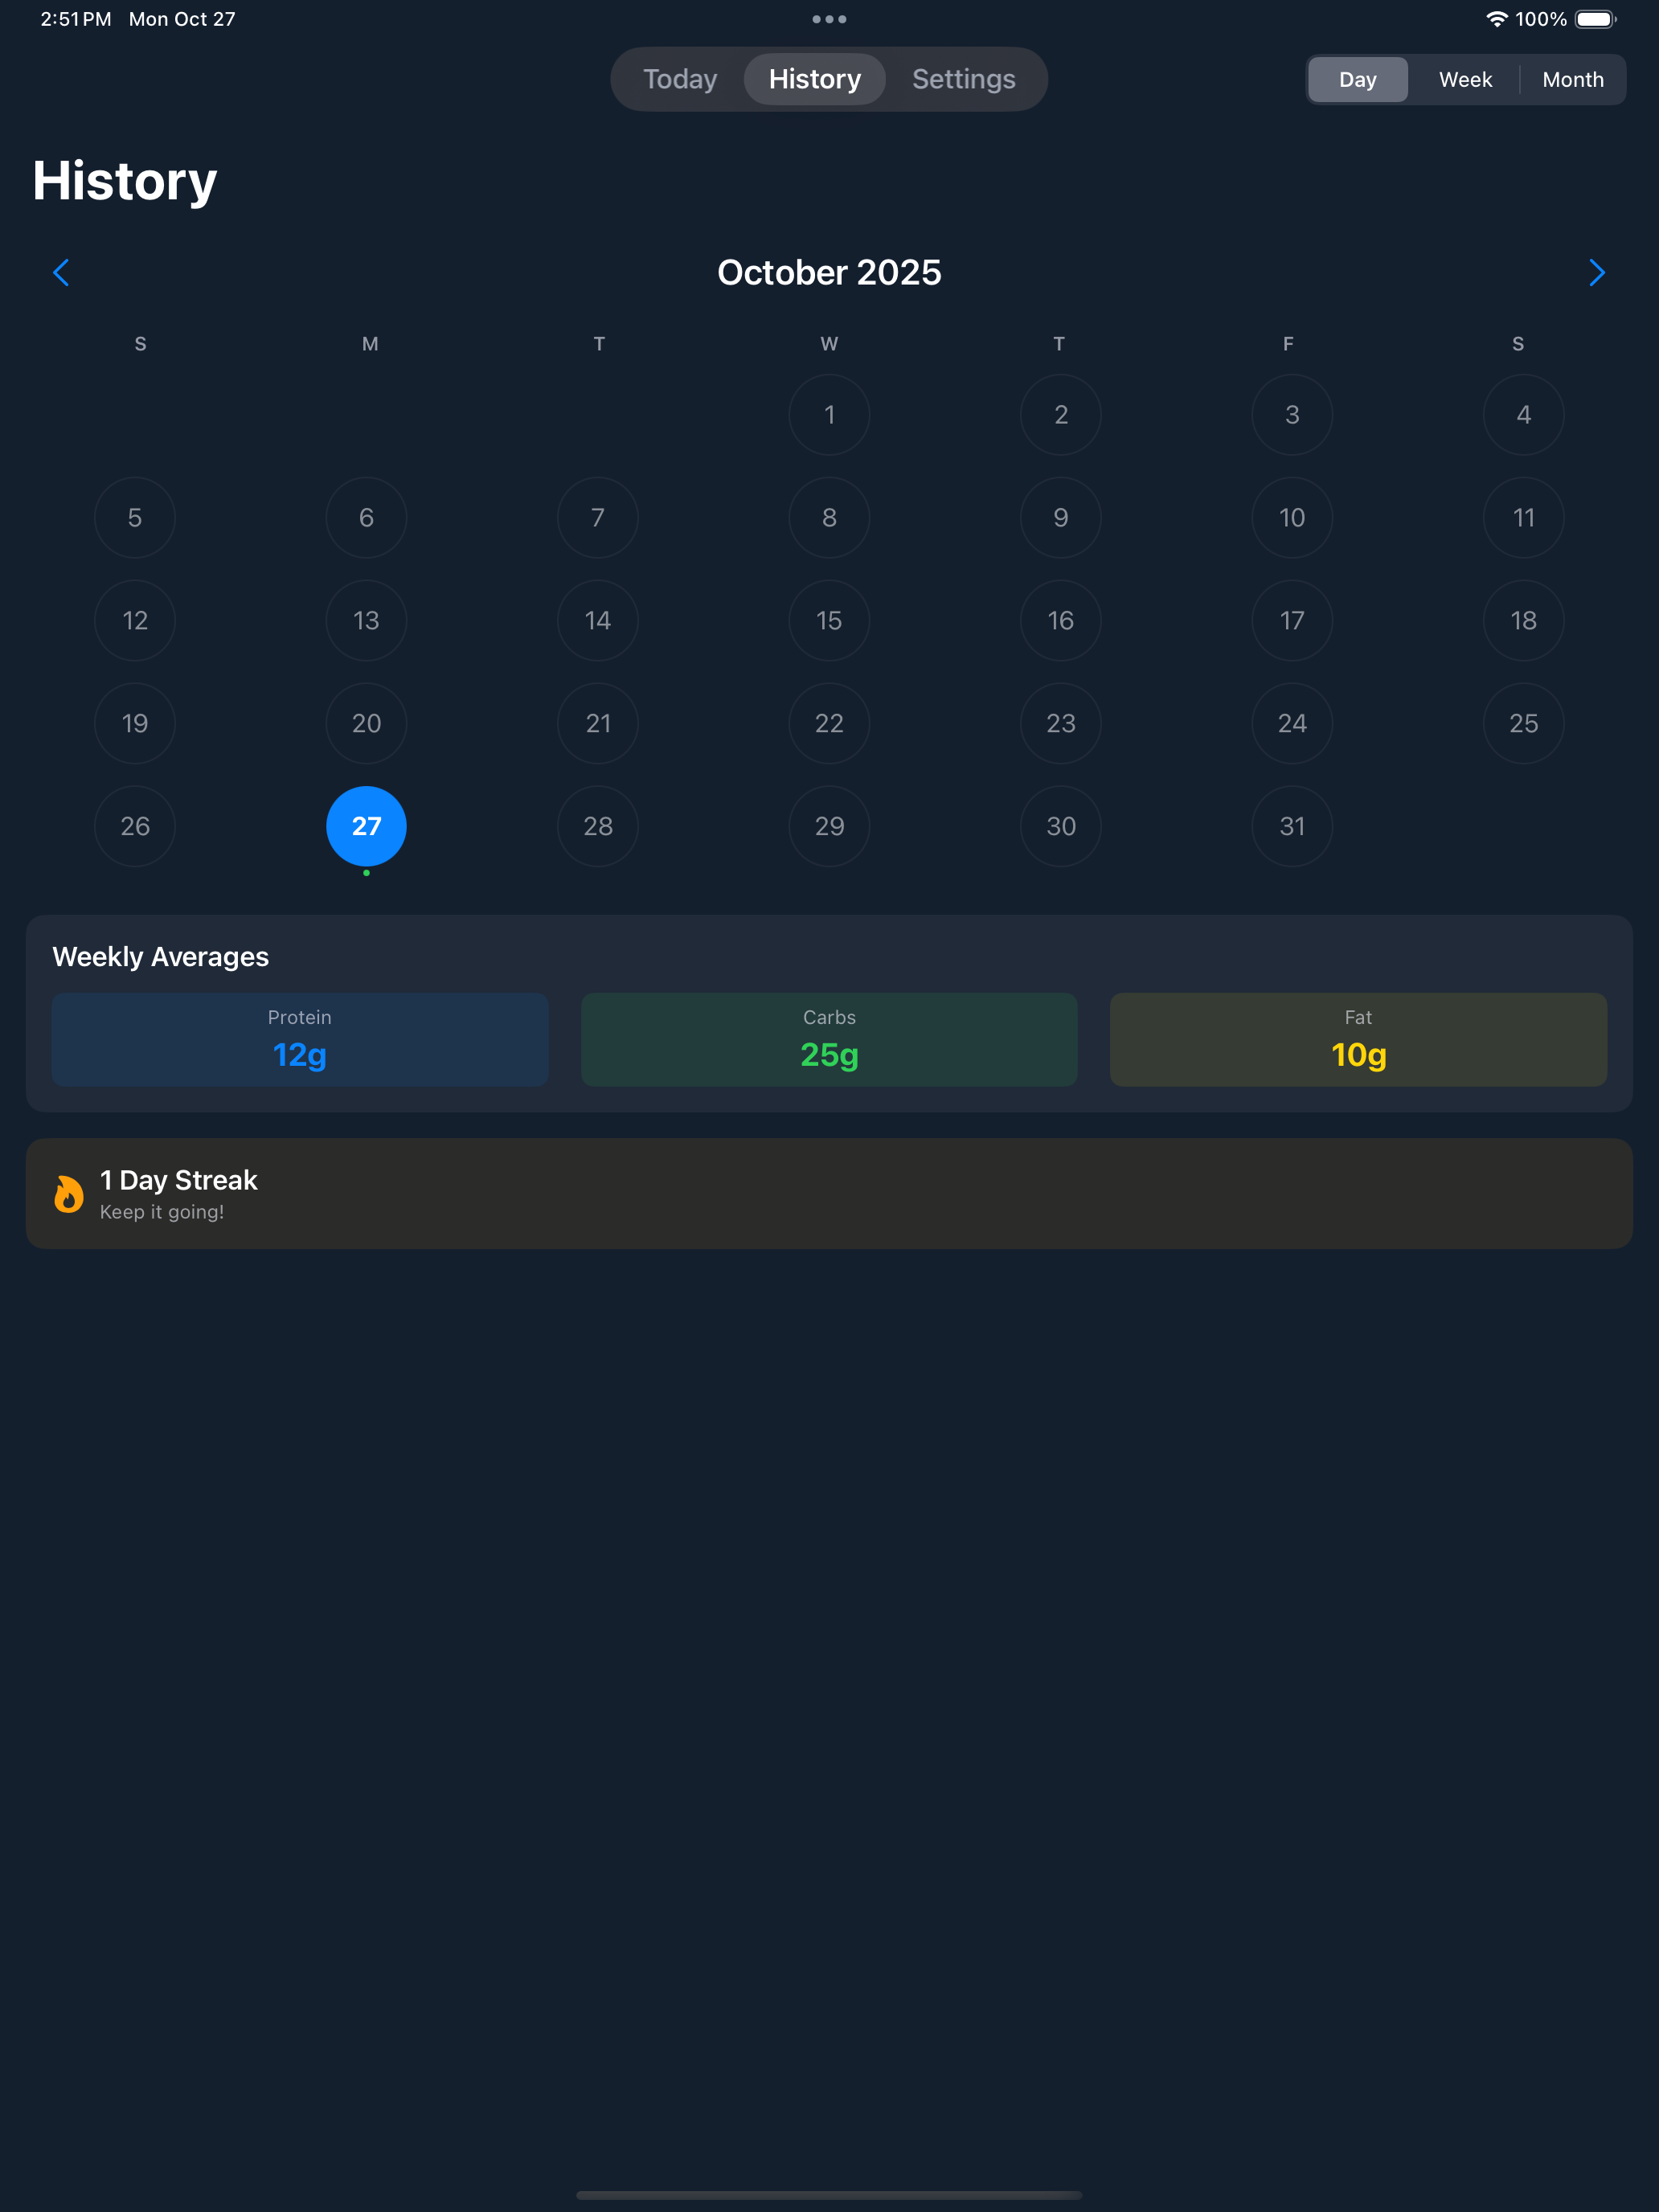 2:51 PM Mon Oct 27 100%
Today History Settings Day Week Month
History
October 2025
S M T W T F S
1 2 3 4
5 6 7 8 9 10 11
12 13 14 15 16 17 18
19 20 21 22 23 24 25
26 27 28 29 30 31
Weekly Averages
Protein Carbs Fat
12g 25g 10g
1 Day Streak
Keep it going!